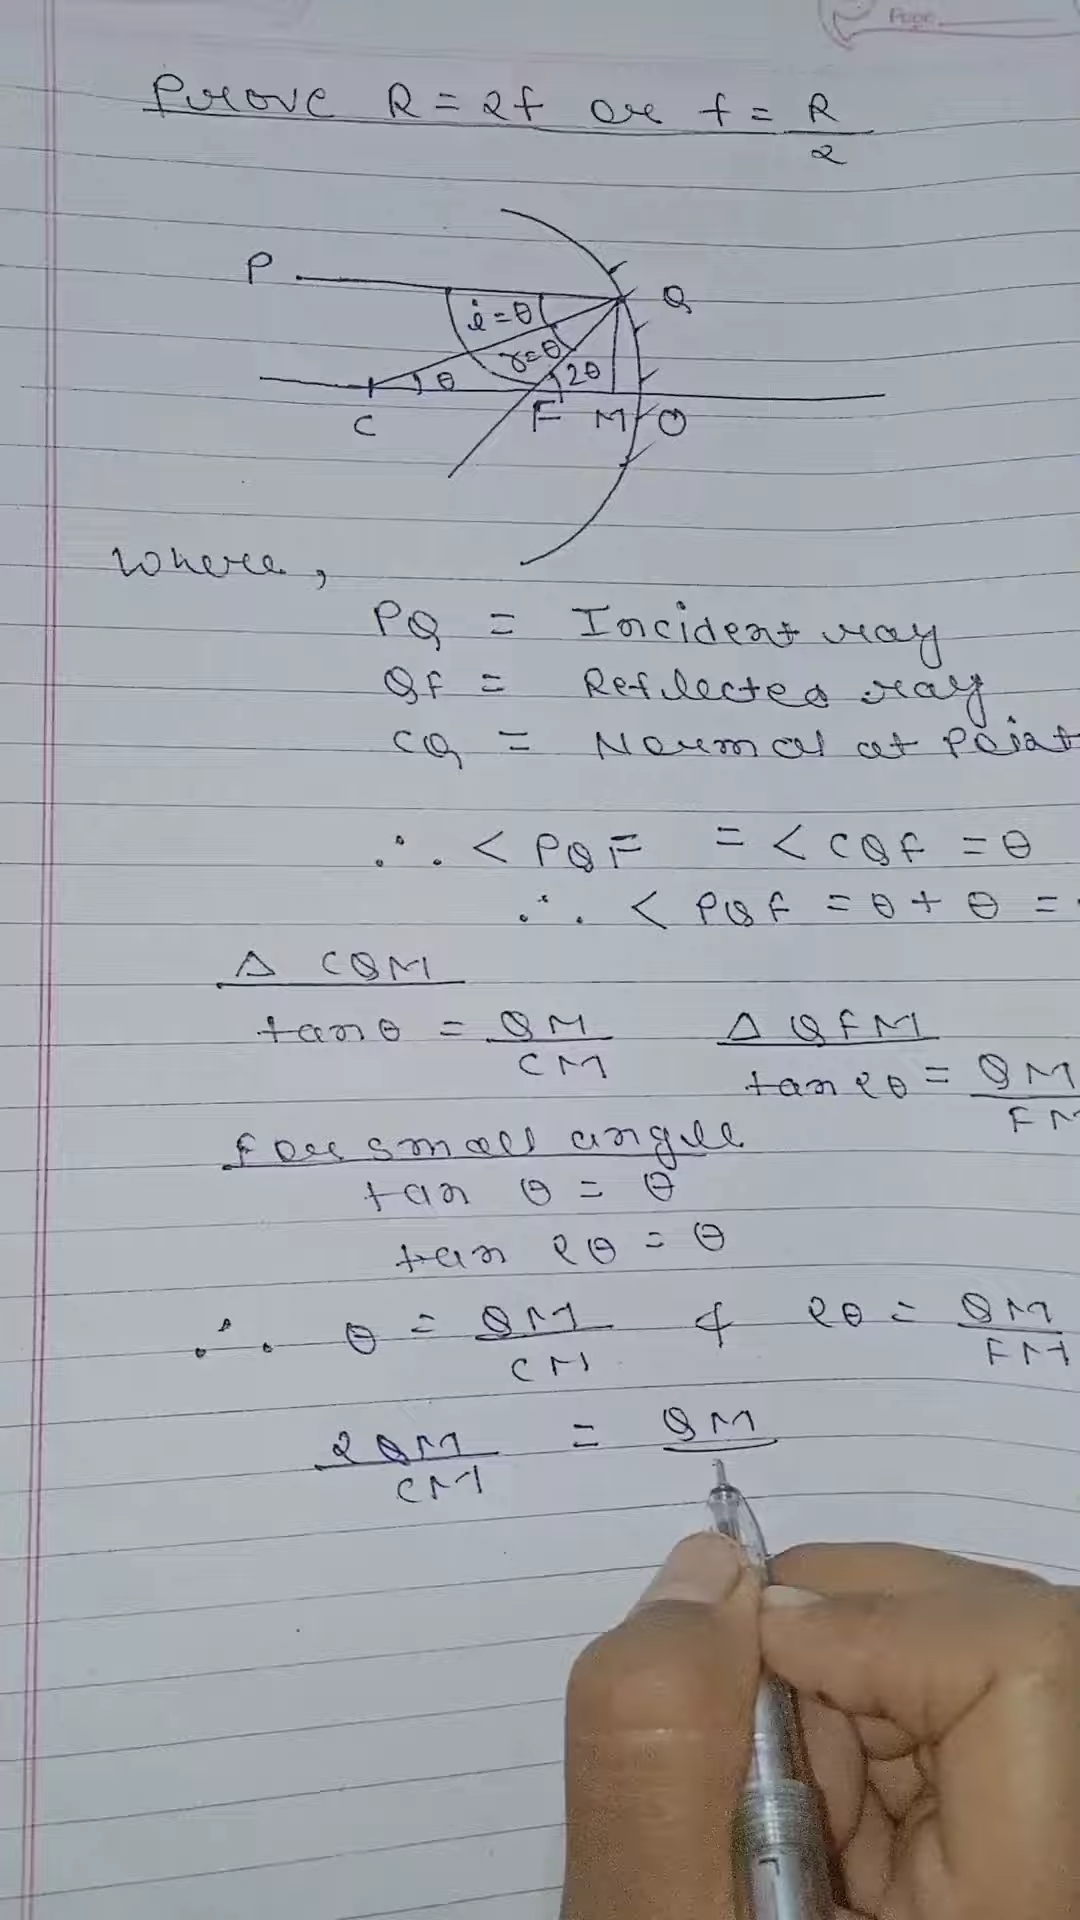 Page
Prove R = 2f or f = R/2
P
Q
i = θ
r = θ
θ
2θ
C
F
M
O
where,
PQ = Incident ray
QF = Reflected ray
CQ = Normal at Point
∴ < PQF = < CQF = θ
∴ < PQF = θ + θ =
Δ CQM
tan θ = QM/CM
Δ QFM
tan 2θ = QM/FM
For small angle
tan θ = θ
tan 2θ = θ
∴ θ = QM/CM & 2θ = QM/FM
2QM/CM = QM